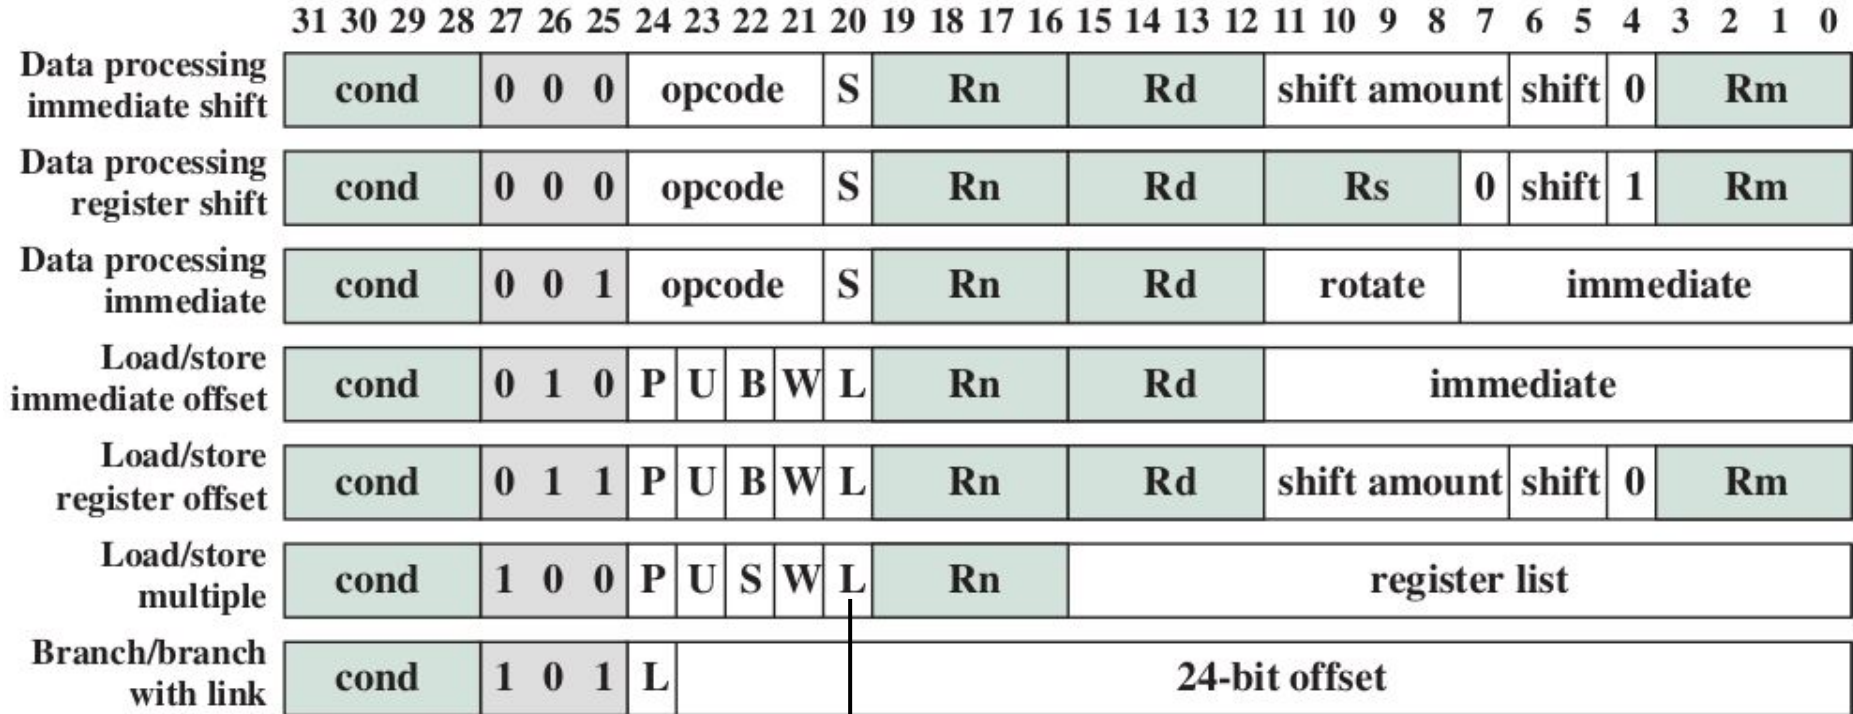 31 30 29 28 27 26 25 24 23 22 21 20 19 18 17 16 15 14 13 12 11 10 9 8 7 6 5 4 3 2 1 0
Data processing
immediate shift
cond 0 0 0 opcode S Rn Rd shift amount shift 0 Rm
Data processing
register shift
cond 0 0 0 opcode S Rn Rd Rs 0 shift 1 Rm
Data processing
immediate
cond 0 0 1 opcode S Rn Rd rotate immediate
Load/store
immediate offset
cond 0 1 0 P U B W L Rn Rd immediate
Load/store
register offset
cond 0 1 1 P U B W L Rn Rd shift amount shift 0 Rm
Load/store
multiple
cond 1 0 0 P U S W L Rn register list
Branch/branch
with link
cond 1 0 1 L 24-bit offset